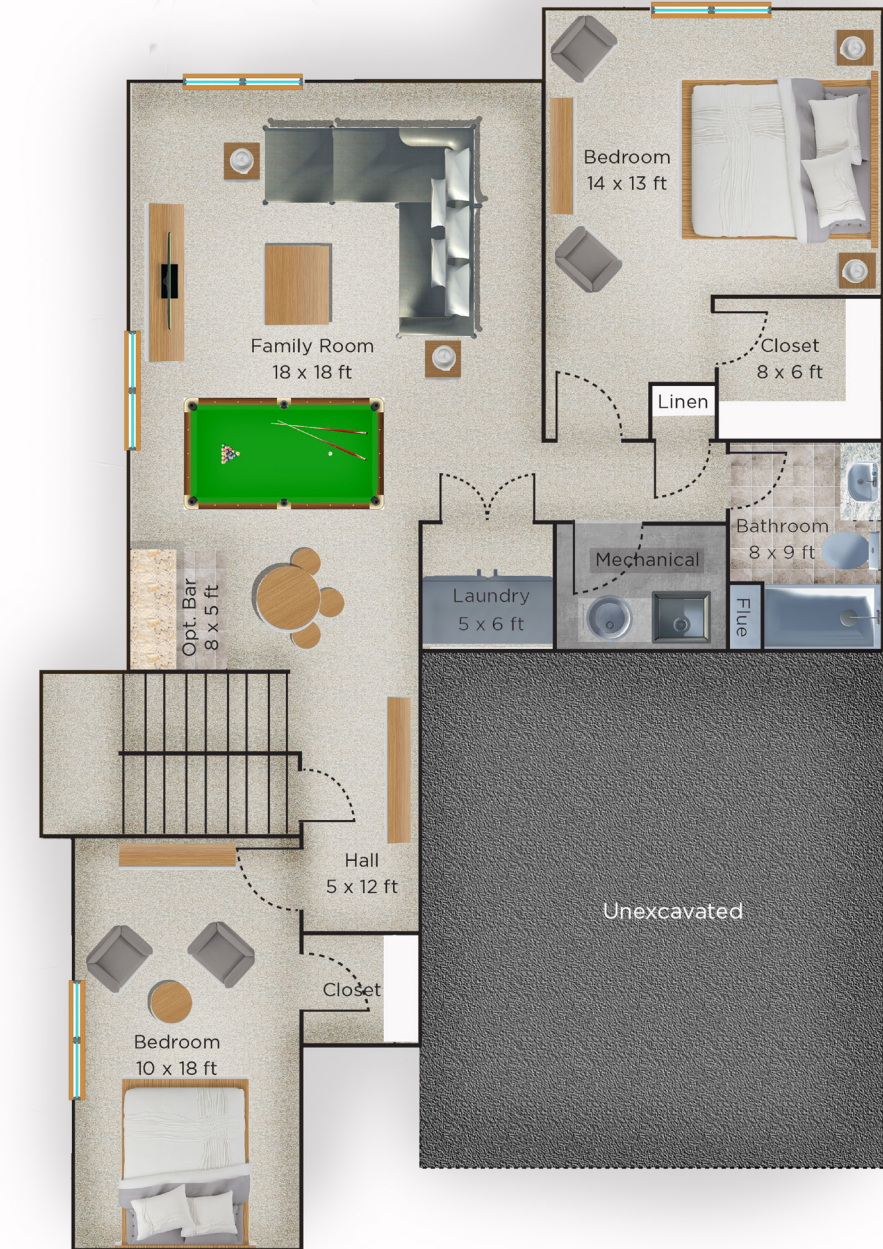 Bedroom
14 x 13 ft
Family Room
18 x 18 ft
Closet
8 x 6 ft
Linen
Bathroom
8 x 9 ft
Mechanical
Laundry
5 x 6 ft
Flue
Opt. Bar
8 x 5 ft
Hall
5 x 12 ft
Unexcavated
Closet
Bedroom
10 x 18 ft